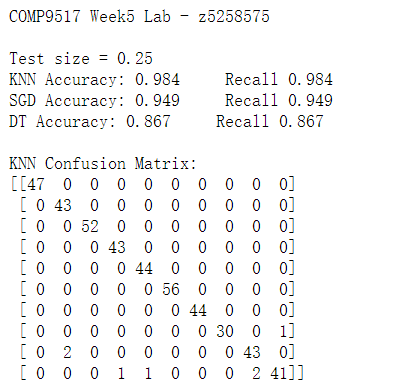 COMP9517 Week5 Lab - z5258575
Test size = 0.25
KNN Accuracy: 0.984     Recall 0.984
SGD Accuracy: 0.949     Recall 0.949
DT Accuracy: 0.867     Recall 0.867
KNN Confusion Matrix:
[[47  0  0  0  0  0  0  0  0  0]
 [ 0 43  0  0  0  0  0  0  0  0]
 [ 0  0 52  0  0  0  0  0  0  0]
 [ 0  0  0 43  0  0  0  0  0  0]
 [ 0  0  0  0 44  0  0  0  0  0]
 [ 0  0  0  0  0 56  0  0  0  0]
 [ 0  0  0  0  0  0 44  0  0  0]
 [ 0  0  0  0  0  0  0 30  0  1]
 [ 0  2  0  0  0  0  0  0 43  0]
 [ 0  0  0  1  1  0  0  0  2 41]]